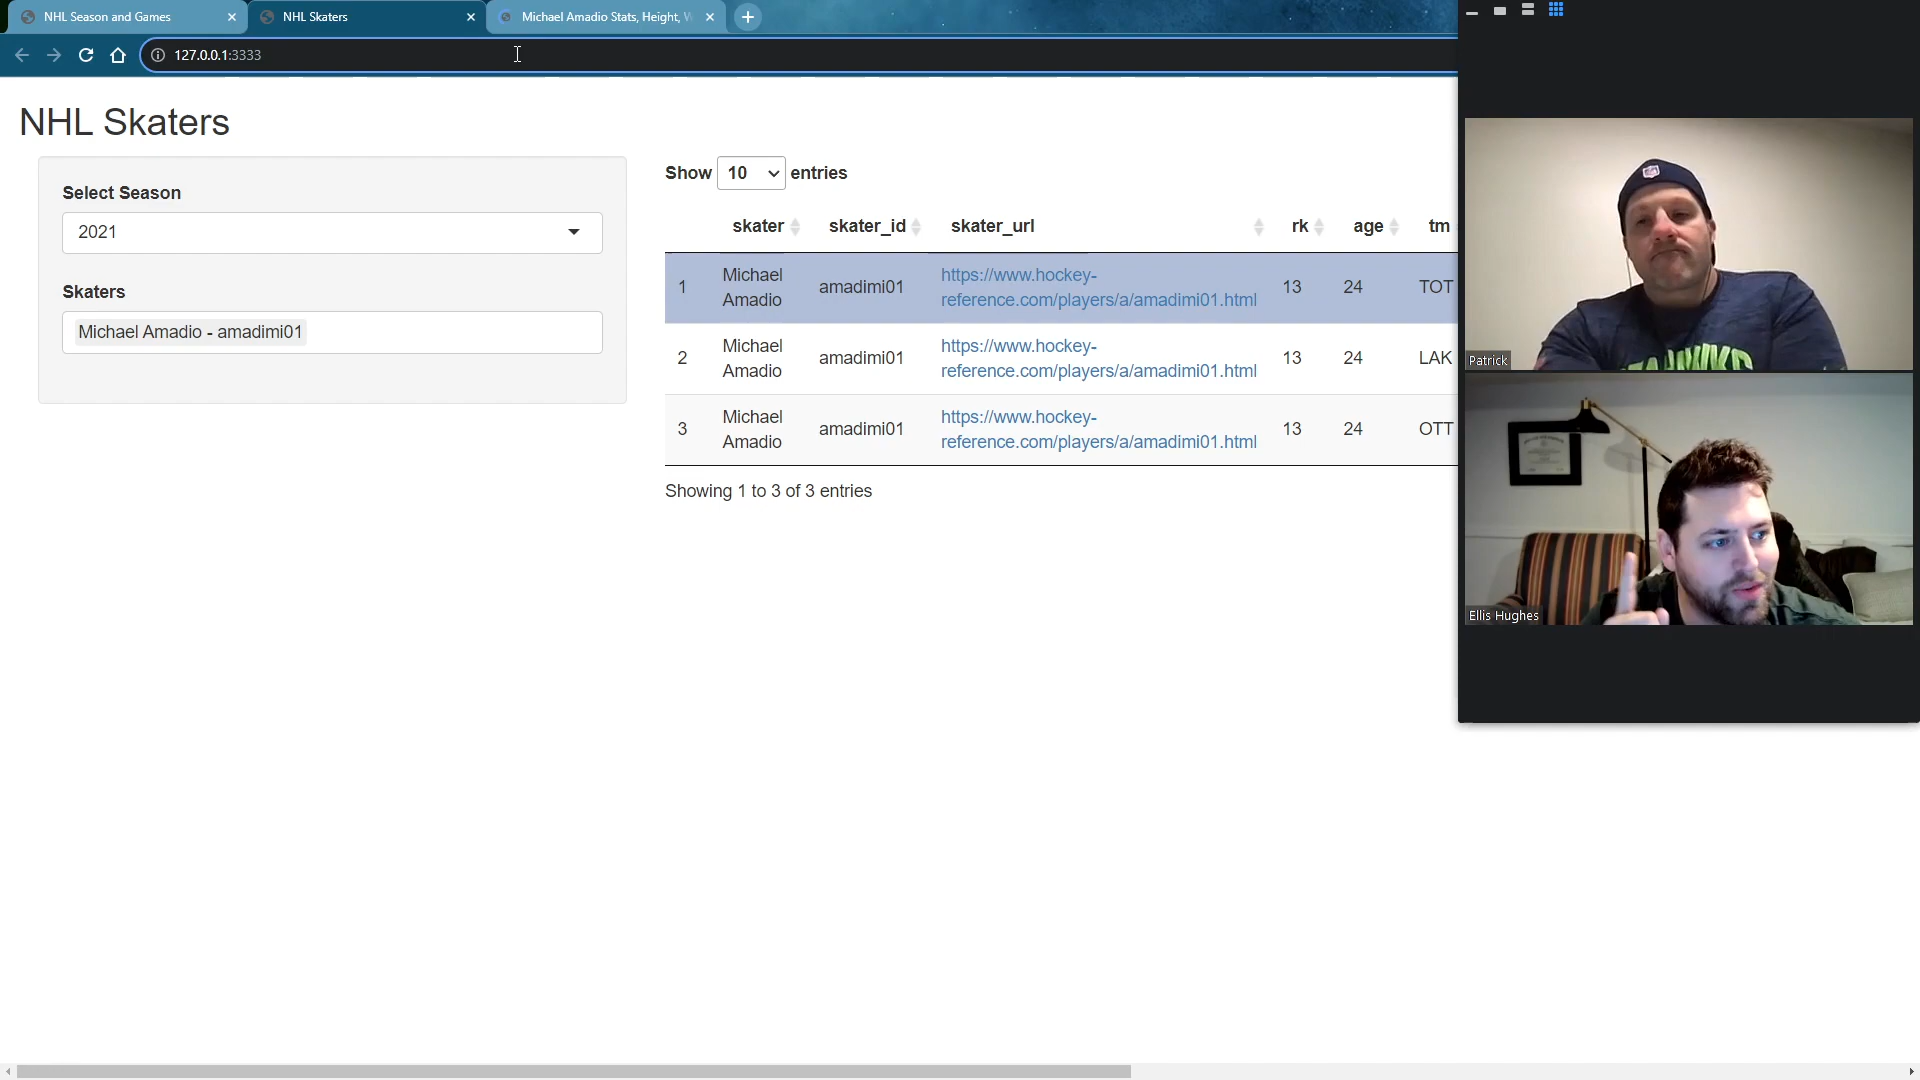 NHL Season and Games
NHL Skaters
Michael Amadio Stats, Height, W
127.0.0.1:3333
NHL Skaters
Select Season
2021
Skaters
Michael Amadio - amadimi01
Show 10 entries
skater skater_id skater_url rk age tm
1 Michael Amadio amadimi01 https://www.hockey-
reference.com/players/a/amadimi01.html 13 24 TOT
2 Michael Amadio amadimi01 https://www.hockey-
reference.com/players/a/amadimi01.html 13 24 LAK
3 Michael Amadio amadimi01 https://www.hockey-
reference.com/players/a/amadimi01.html 13 24 OTT
Showing 1 to 3 of 3 entries
Patrick
Ellis Hughes